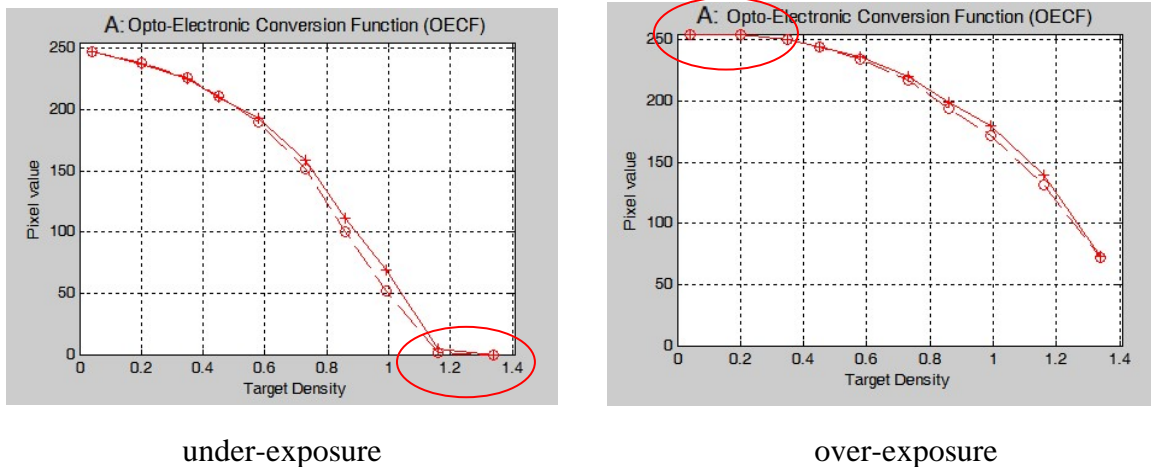 A: Opto-Electronic Conversion Function (OECF)
250
200
150
100
50
0
Pixel value
0 0.2 0.4 0.6 0.8 1 1.2 1.4
Target Density
under-exposure
A: Opto-Electronic Conversion Function (OECF)
250
200
150
100
50
0
Pixel value
0 0.2 0.4 0.6 0.8 1 1.2 1.4
Target Density
over-exposure